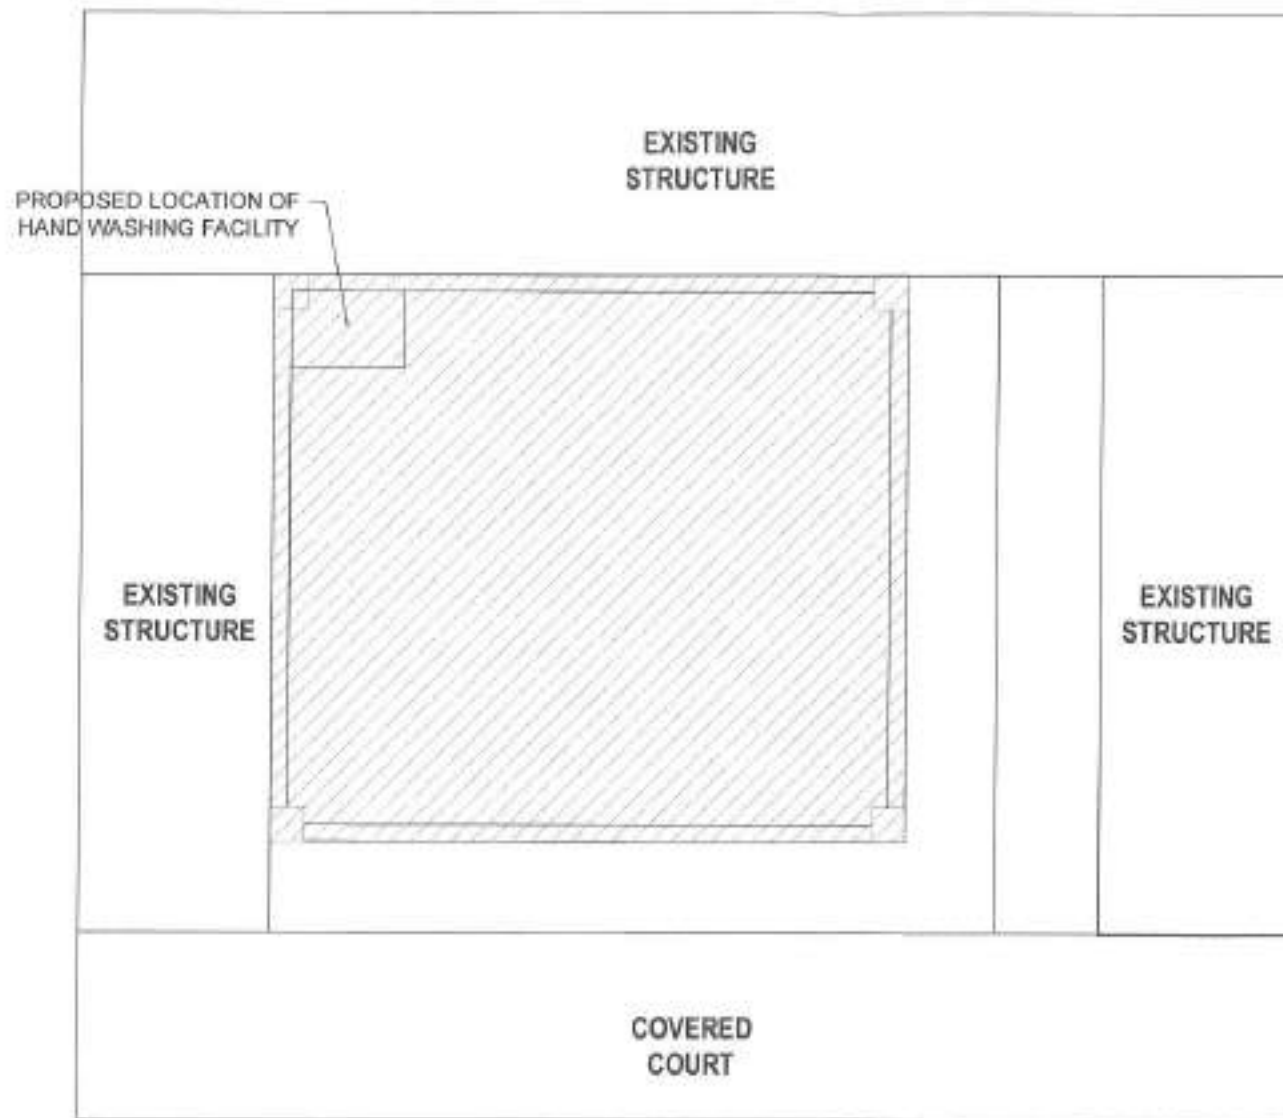 EXISTING
STRUCTURE
PROPOSED LOCATION OF
HAND WASHING FACILITY
EXISTING
STRUCTURE
EXISTING
STRUCTURE
COVERED
COURT